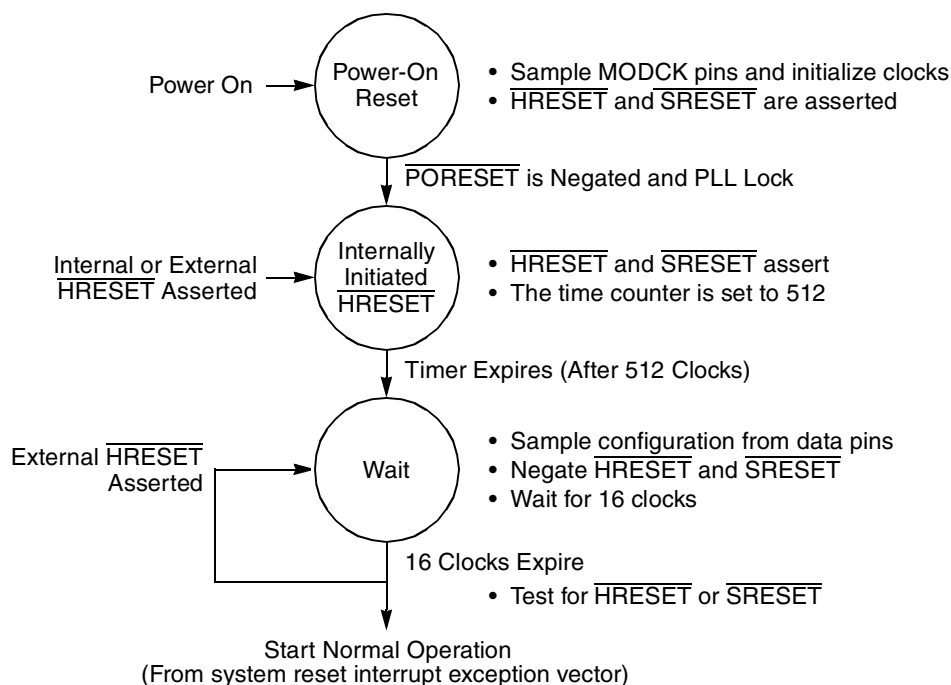 Power On
Power-On
Reset
• Sample MODCK pins and initialize clocks
• HRESET and SRESET are asserted
PORESET is Negated and PLL Lock
Internal or External
HRESET Asserted
Internally
Initiated
HRESET
• HRESET and SRESET assert
• The time counter is set to 512
Timer Expires (After 512 Clocks)
External HRESET
Asserted
Wait
• Sample configuration from data pins
• Negate HRESET and SRESET
• Wait for 16 clocks
16 Clocks Expire
• Test for HRESET or SRESET
Start Normal Operation
(From system reset interrupt exception vector)